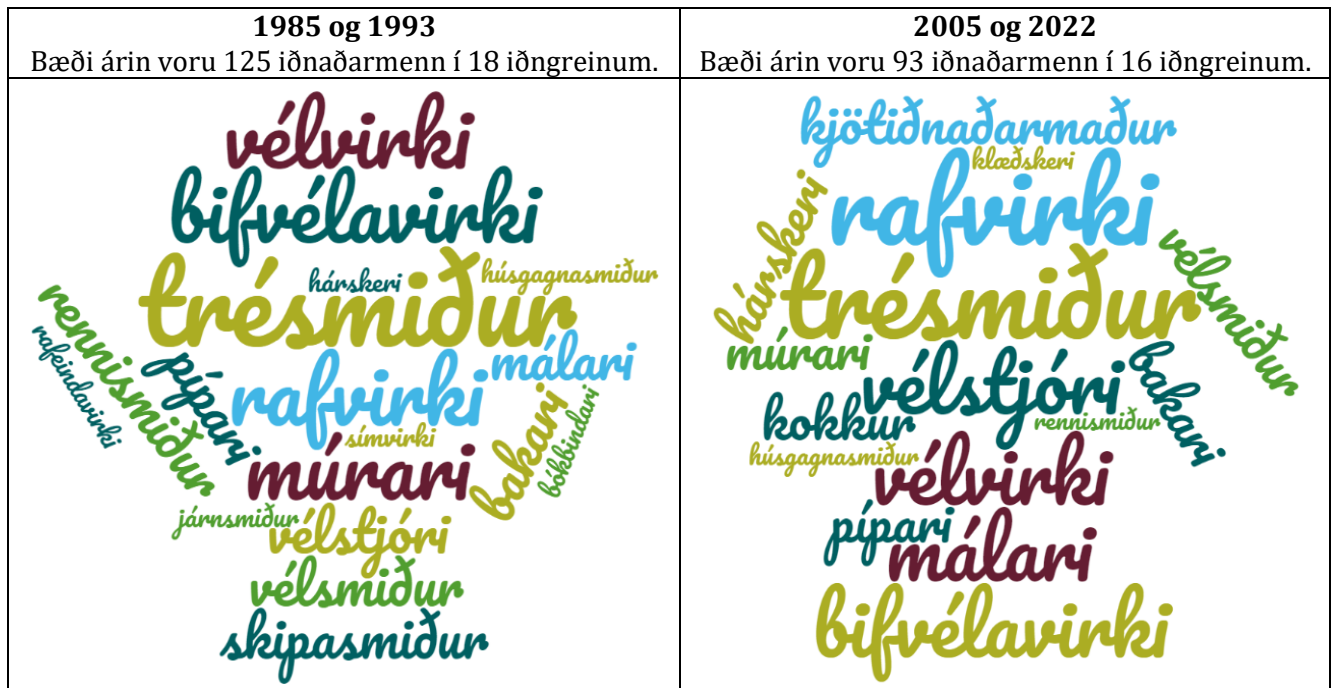 1985 og 1993
Bæði árin voru 125 iðnaðarmenn í 18 iðngreinum.
vélvirki
bifvélavirki
hárskeri
húsgagnasmiður
trésmiður
rennismiður
rafeindavirki
pípari
rafvirki
málari
símvirki
bakari
bókbindari
múrari
járnsmiður
vélstjóri
vélsmiður
skipasmiður
2005 og 2022
Bæði árin voru 93 iðnaðarmenn í 16 iðngreinum.
kjötiðnaðarmaður
klæðskeri
rafvirki
hárskeri
trésmiður
vélsmiður
múrari
vélstjóri
bakari
kokkur
rennismiður
húsgagnasmiður
vélvirki
pípari
málari
bifvélavirki